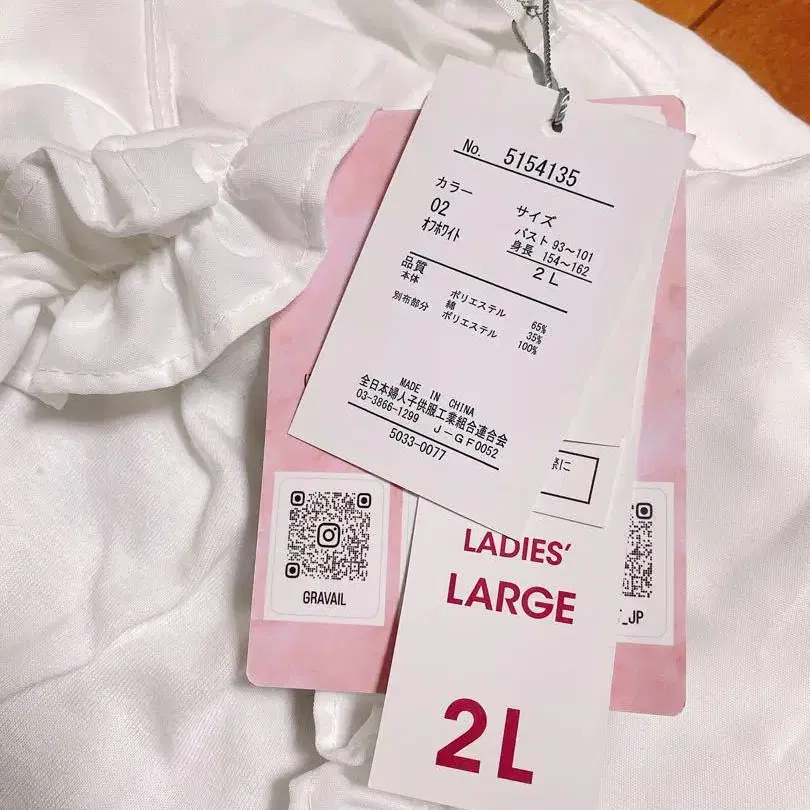 No. 5154135
カラー
02
オフホワイト
サイズ
バスト 93〜101
身長 154〜162
2L
品質
本体 ポリエステル 65%
綿 35%
別布部分 ポリエステル 100%
MADE IN CHINA
全日本婦人子供服工業組合連合会
03-3866-1299 J-GF0052
5033-0077
際に
GRAVAIL
_JP
LADIES'
LARGE
2L